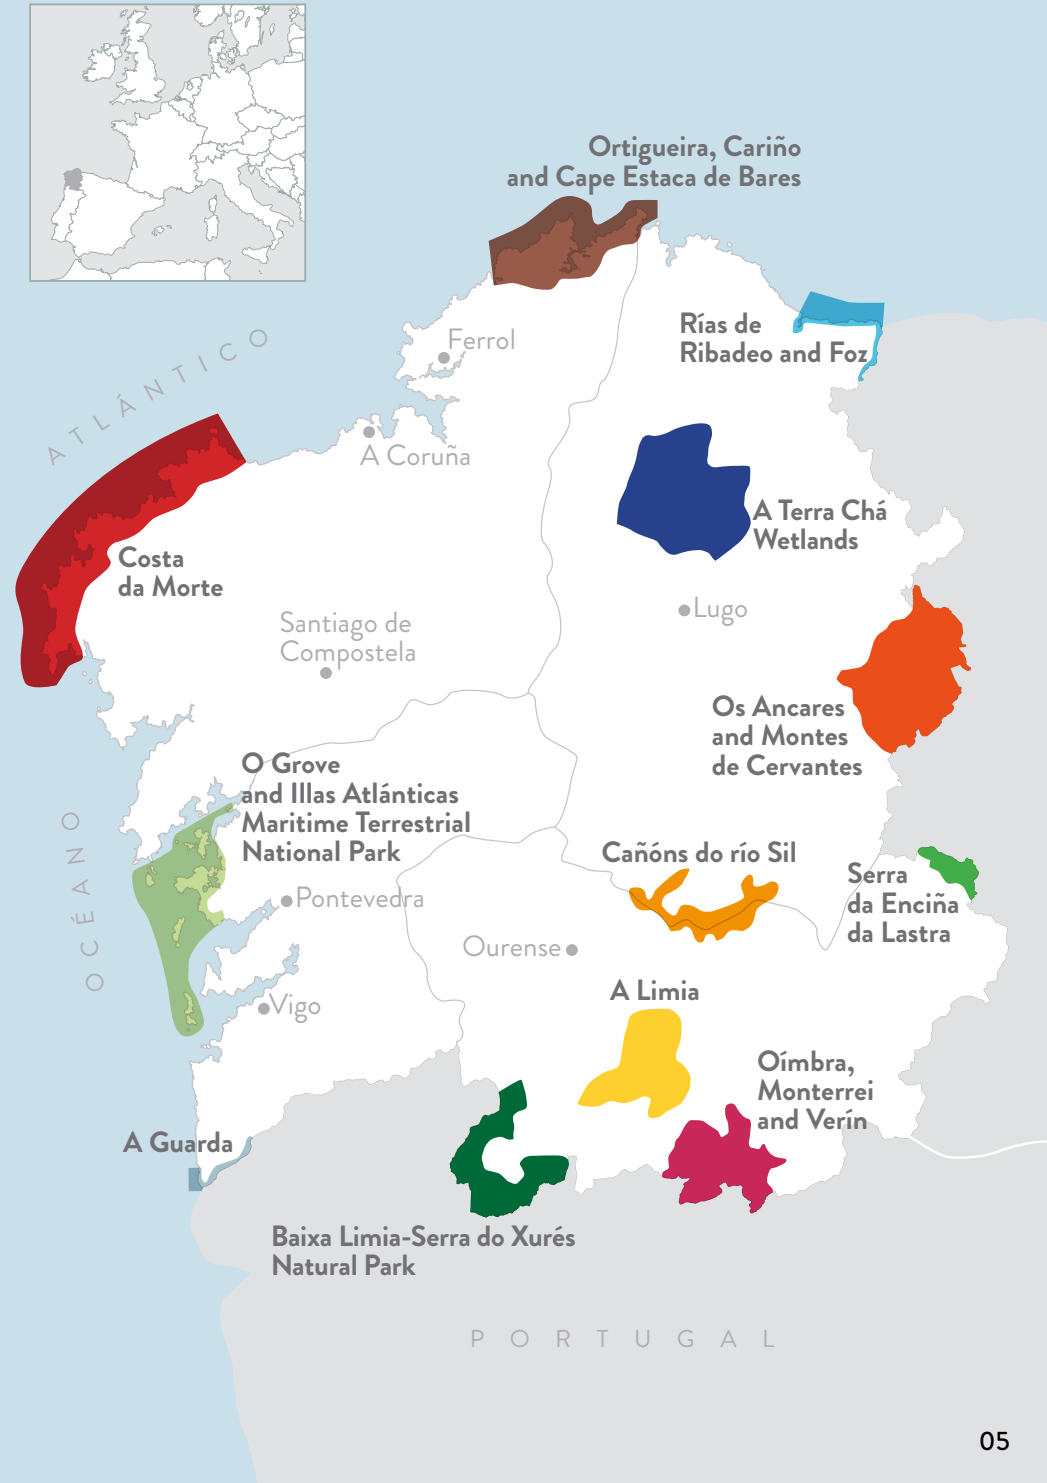 Ortigueira, Cariño
and Cape Estaca de Bares
Rías de
Ribadeo and Foz
Ferrol
ATLÁNTICO
A Coruña
A Terra Chá
Wetlands
Costa
da Morte
Lugo
Santiago de
Compostela
Os Ancares
and Montes
de Cervantes
O Grove
and Illas Atlánticas
Maritime Terrestrial
National Park
OCÉANO
Cañóns do río Sil
Serra
da Enciña
da Lastra
Pontevedra
Ourense
A Limia
Vigo
Oímbra,
Monterrei
and Verín
A Guarda
Baixa Limia-Serra do Xurés
Natural Park
PORTUGAL
05